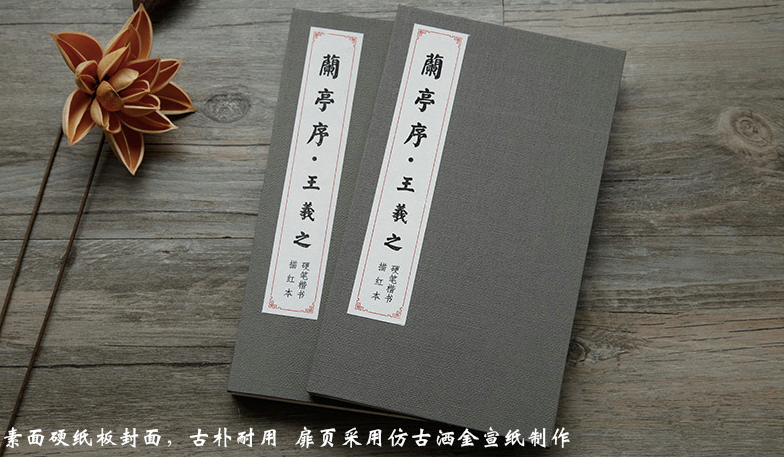 蘭亭序·王羲之
硬笔楷书
描红本
蘭亭序·王羲之
硬笔楷书
描红本
素面硬纸板封面，古朴耐用 扉页采用仿古洒金宣纸制作